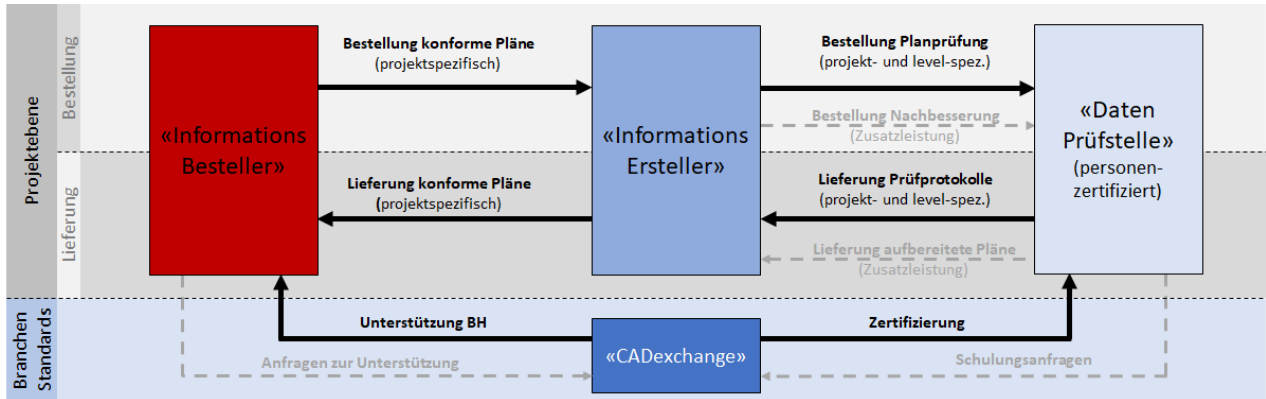 Projektebene
Bestellung
Lieferung
Branchen
Standards
«Informations
Besteller»
Bestellung konforme Pläne
(projektspezifisch)
Lieferung konforme Pläne
(projektspezifisch)
«Informations
Ersteller»
Bestellung Planprüfung
(projekt- und level-spez.)
Bestellung Nachbesserung
(Zusatzleistung)
Lieferung Prüfprotokolle
(projekt- und level-spez.)
Lieferung aufbereitete Pläne
(Zusatzleistung)
«Daten
Prüfstelle»
(personen-
zertifiziert)
Unterstützung BH
Anfragen zur Unterstützung
«CADexchange»
Zertifizierung
Schulungsanfragen